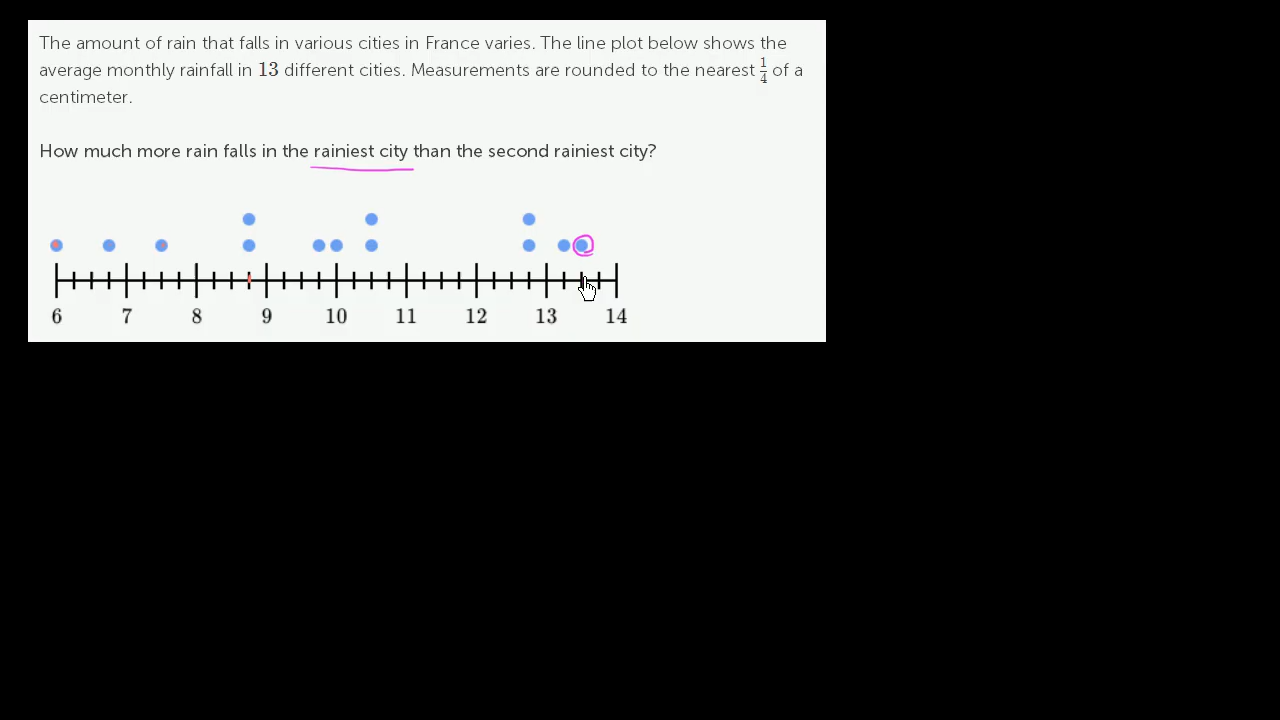 The amount of rain that falls in various cities in France varies. The line plot below shows the
average monthly rainfall in 13 different cities. Measurements are rounded to the nearest 1/4 of a
centimeter.
How much more rain falls in the rainiest city than the second rainiest city?
6 7 8 9 10 11 12 13 14